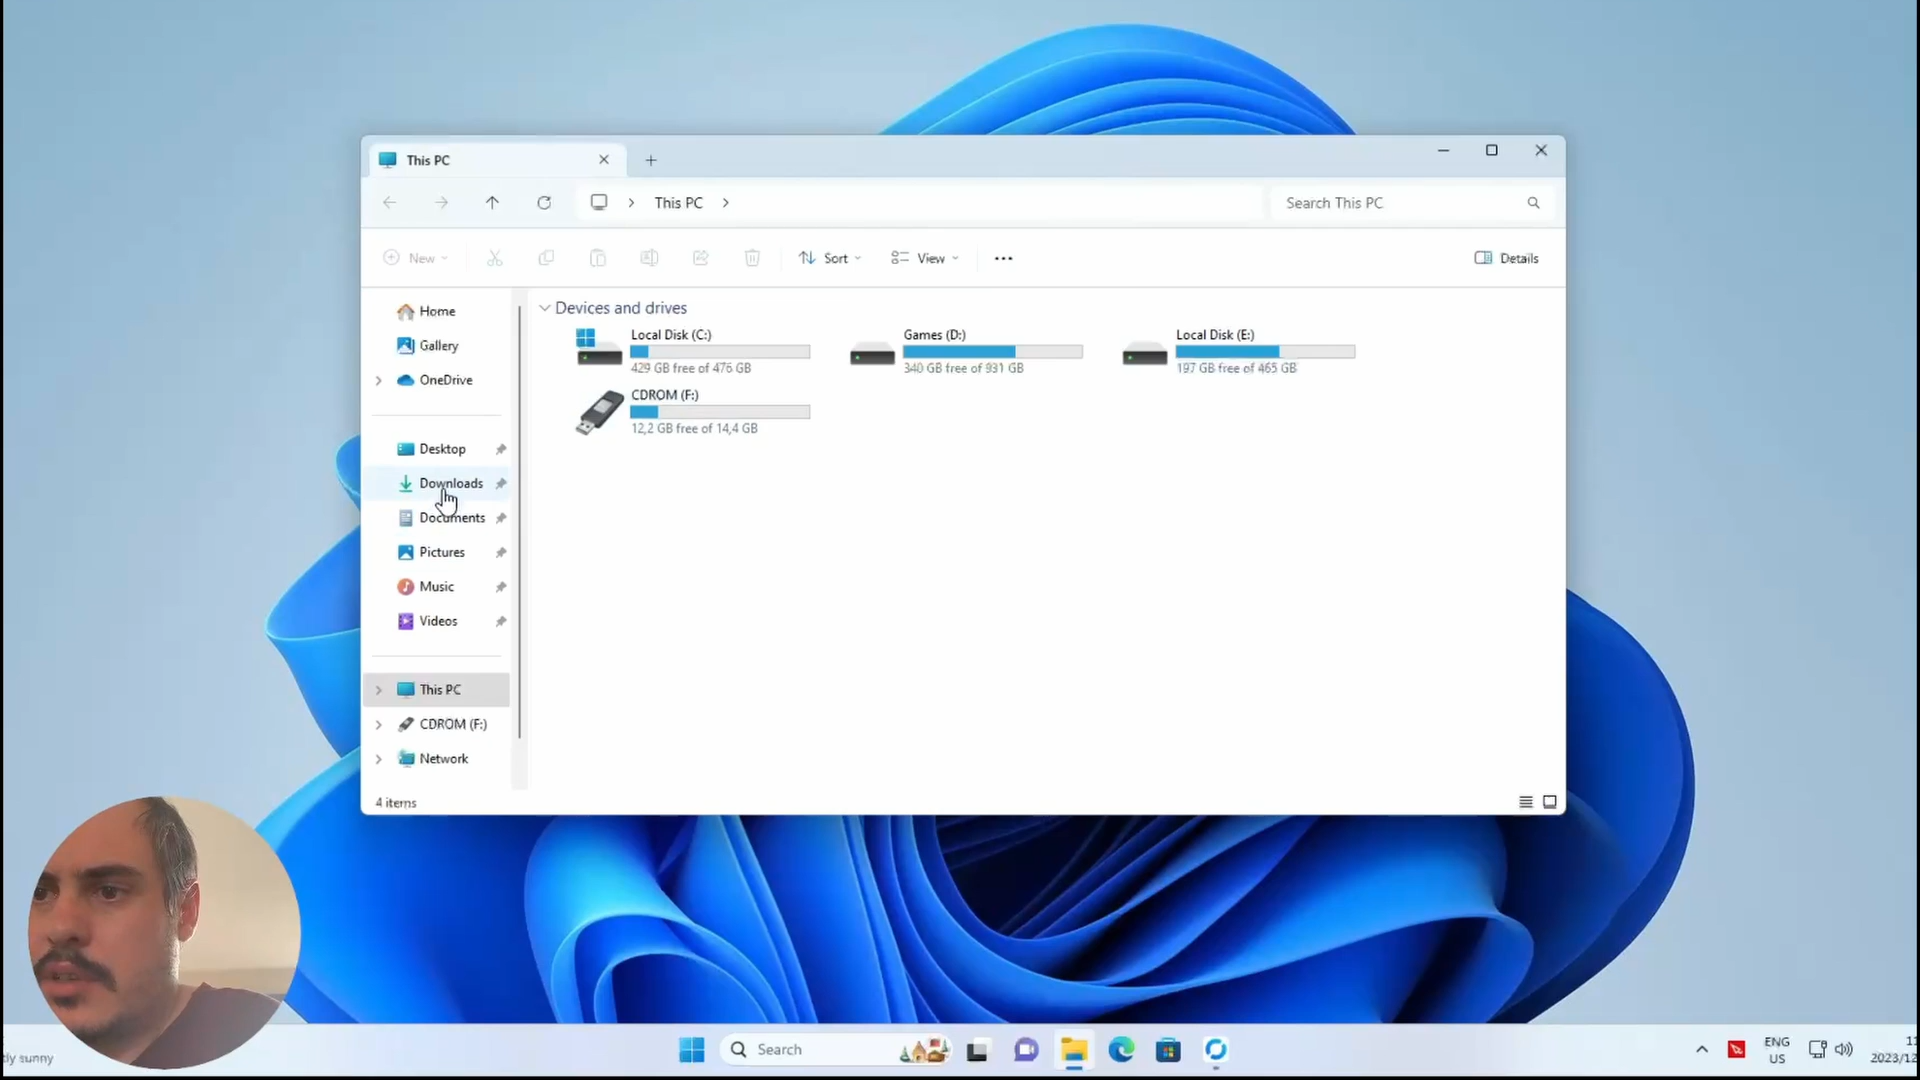 This PC
This PC
Search This PC
New
Sort
View
Details
Home
Gallery
OneDrive
Desktop
Downloads
Documents
Pictures
Music
Videos
This PC
CDROM (F:)
Network
Devices and drives
Local Disk (C:)
429 GB free of 476 GB
Games (D:)
340 GB free of 931 GB
Local Disk (E:)
197 GB free of 465 GB
CDROM (F:)
12,2 GB free of 14,4 GB
4 items
tly sunny
Search
ENG
US
11
2023/12